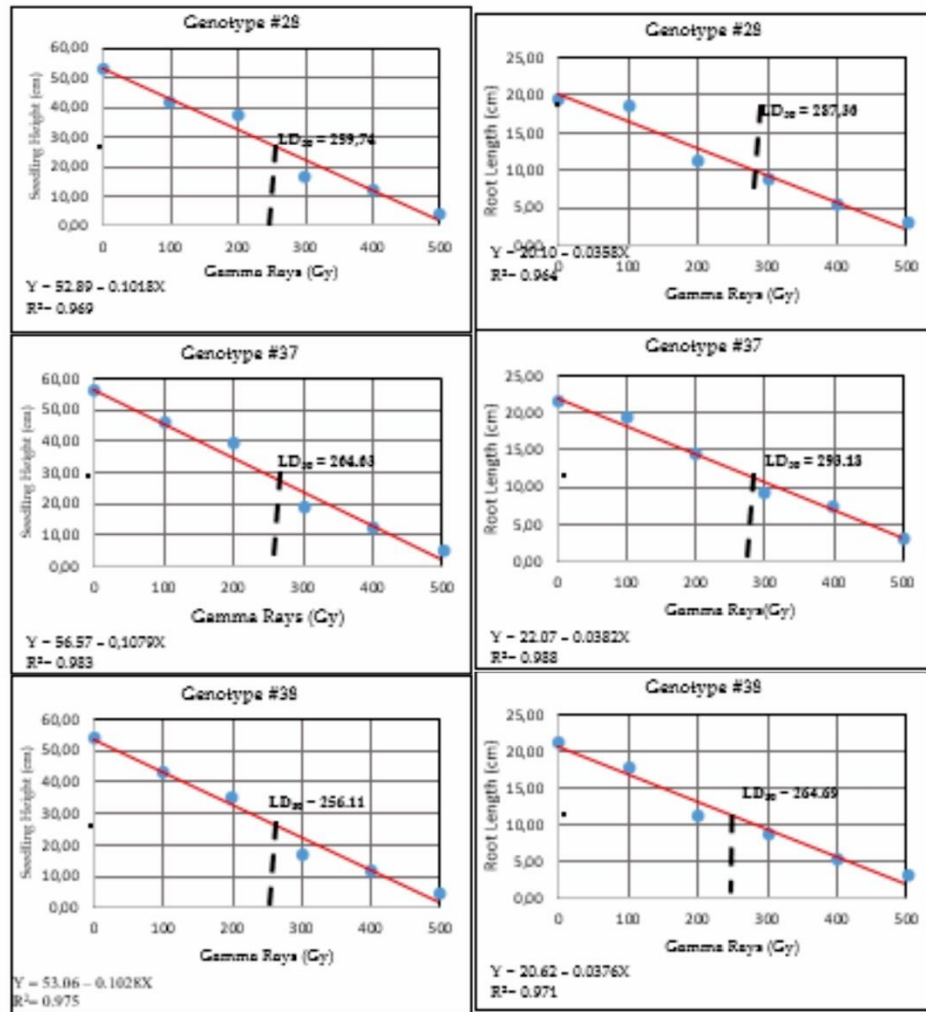 Genotype #28
Seedling Height (cm)
60,00
50,00
40,00
30,00
20,00
10,00
0,00
LD₅₀ = 259,74
0 100 200 300 400 500
Gamma Rays (Gy)
Y = 52.89 – 0.1018X
R²= 0.969
Genotype #28
Root Length (cm)
25,00
20,00
15,00
10,00
5,00
0,00
LD₅₀ = 287,36
0 100 200 300 400 500
Gamma Rays (Gy)
Y = 20.10 – 0.0358X
R²= 0.964
Genotype #37
Seedling Height (cm)
60,00
50,00
40,00
30,00
20,00
10,00
0,00
LD₅₀ = 264.63
0 100 200 300 400 500
Gamma Rays (Gy)
Y = 56.57 – 0,1079X
R²= 0.983
Genotype #37
Root Length (cm)
25,00
20,00
15,00
10,00
5,00
0,00
LD₅₀ = 293.18
0 100 200 300 400 500
Gamma Rays(Gy)
Y = 22.07 – 0.0382X
R²= 0.988
Genotype #39
Seedling Height (cm)
60,00
50,00
40,00
30,00
20,00
10,00
0,00
LD₅₀ = 256.11
0 100 200 300 400 500
Gamma Rays (Gy)
Y = 53.06 – 0.1028X
R²= 0.975
Genotype #39
Root Length (cm)
25,00
20,00
15,00
10,00
5,00
0,00
LD₅₀ = 264.69
0 100 200 300 400 500
Gamma Rays (Gy)
Y = 20.62 – 0.0376X
R²= 0.971